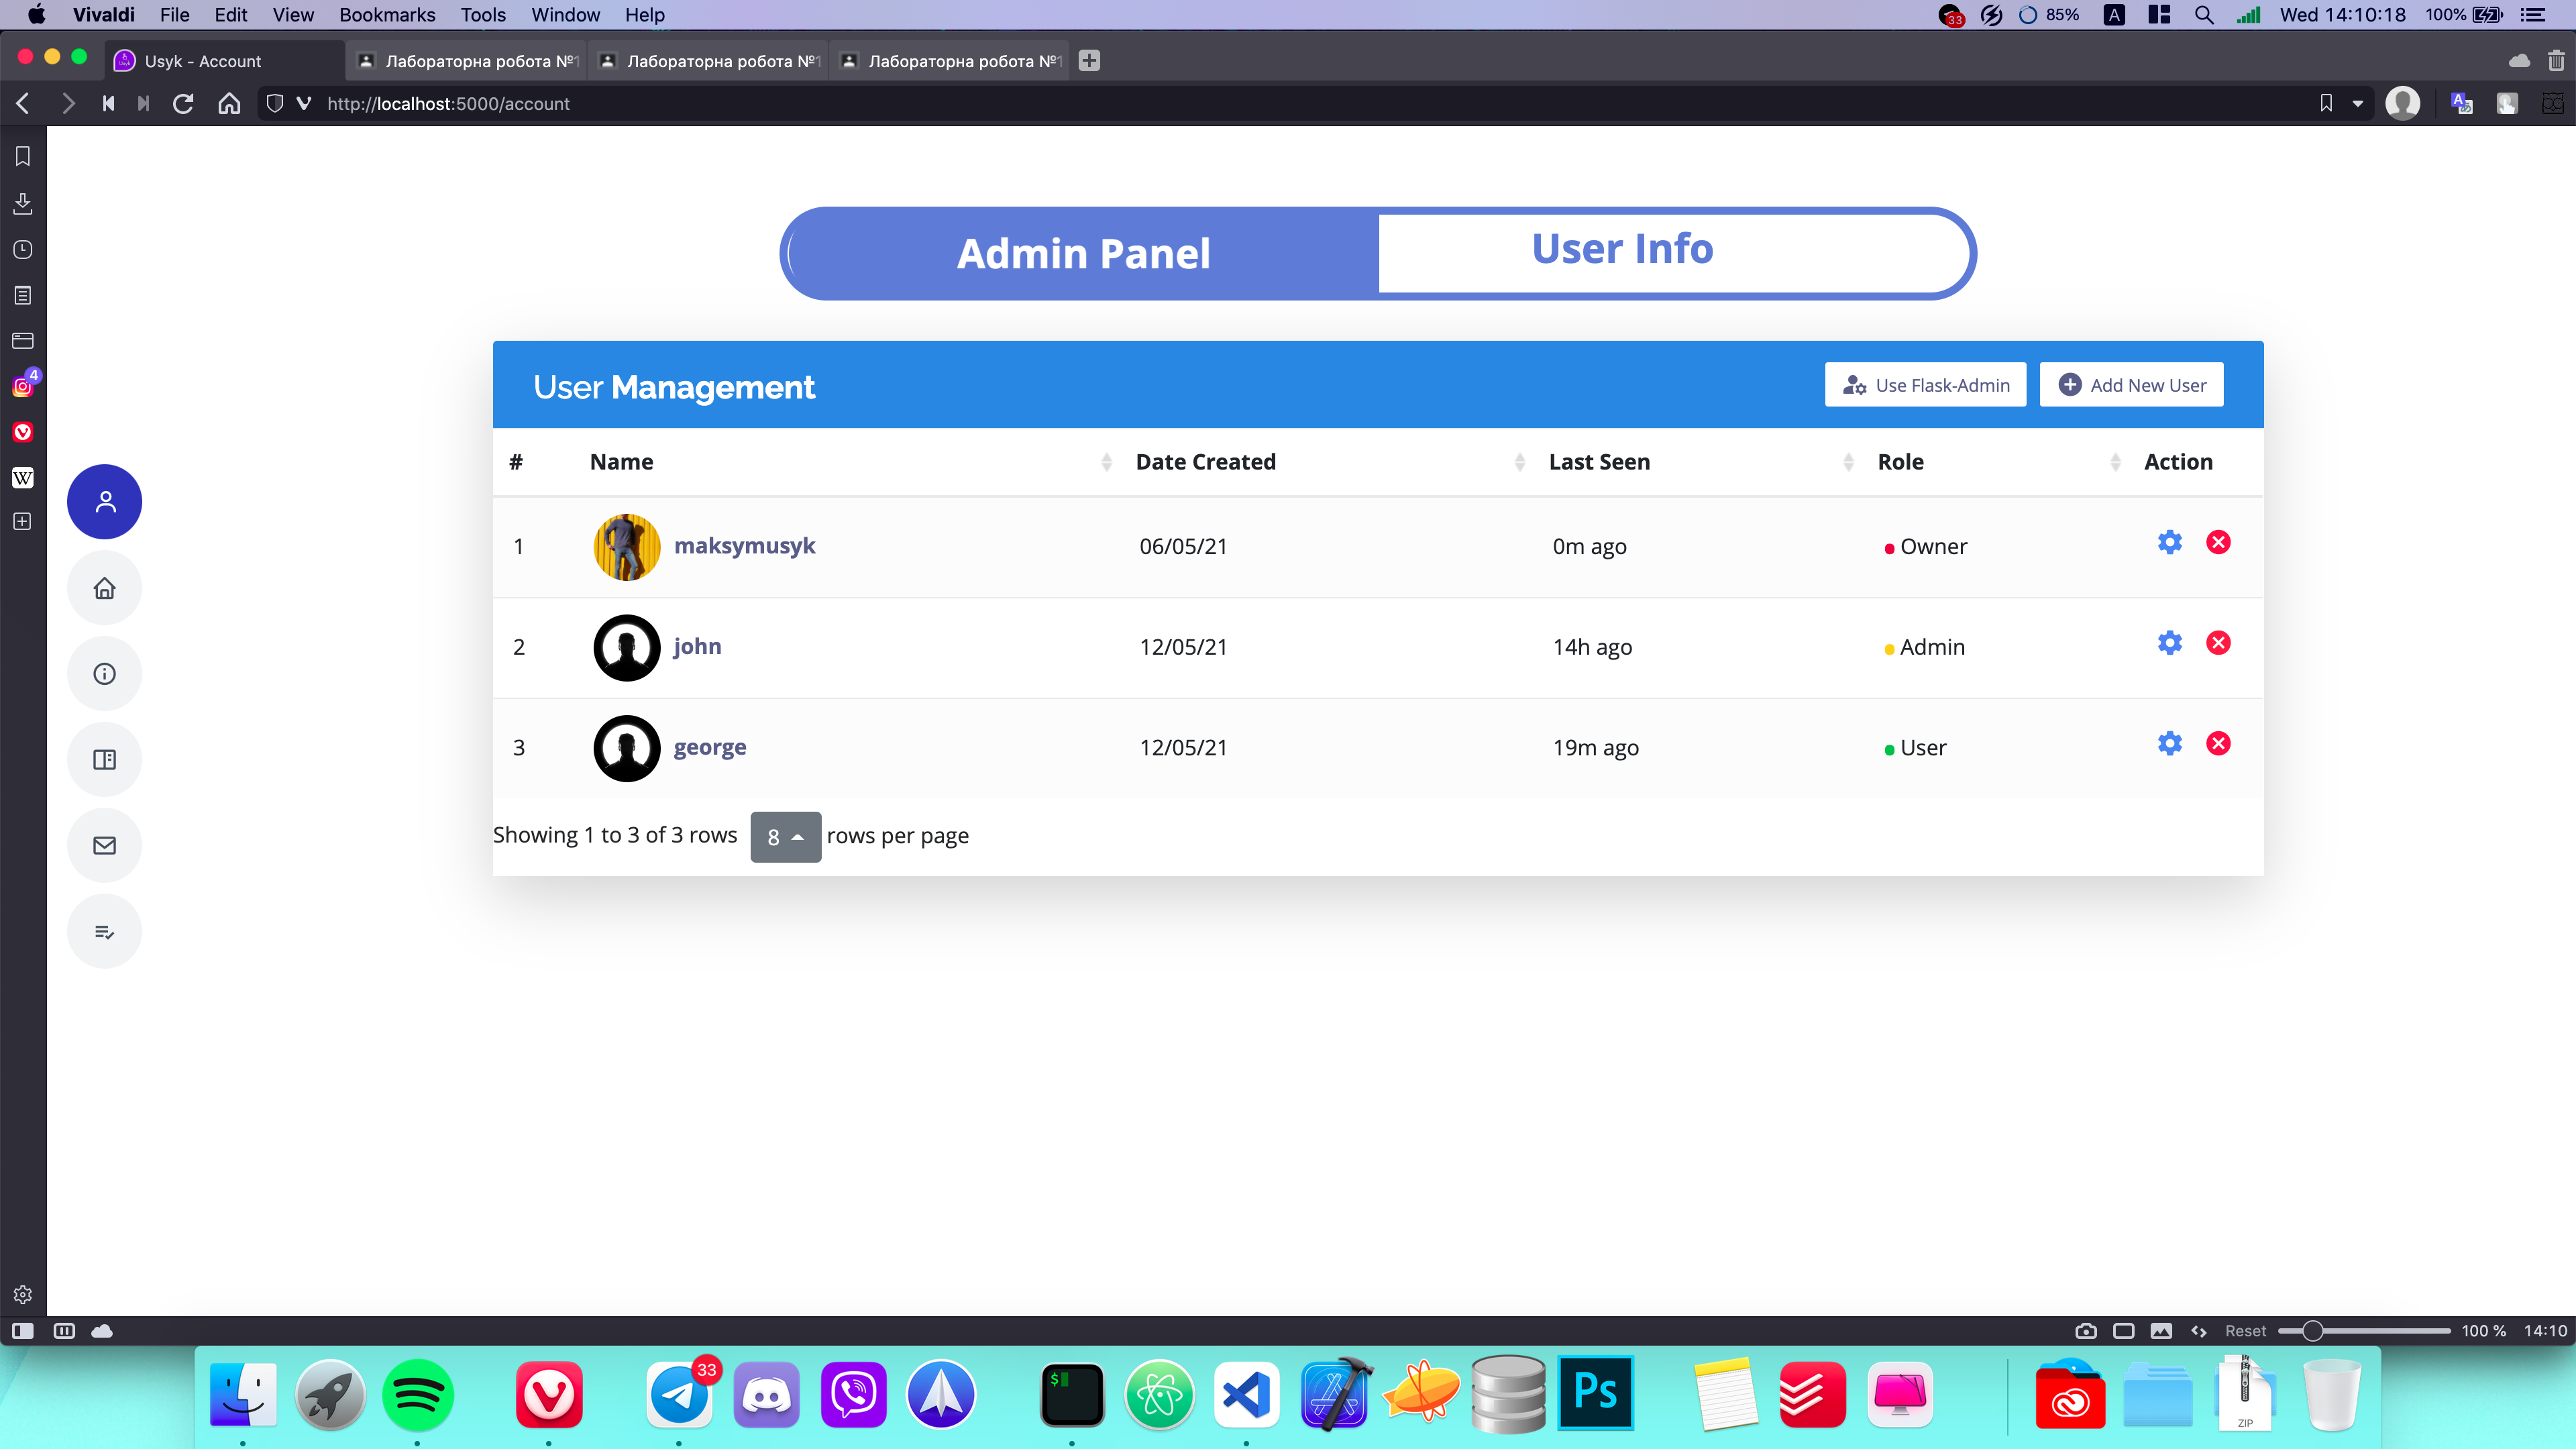 Vivaldi File Edit View Bookmarks Tools Window Help 33 85% A Wed 14:10:18 100%
Usyk - Account Лабораторна робота №1 Лабораторна робота №1 Лабораторна робота №1
http://localhost:5000/account
Admin Panel User Info
4
W
User Management Use Flask-Admin Add New User
# Name Date Created Last Seen Role Action
1 maksymusyk 06/05/21 0m ago Owner
2 john 12/05/21 14h ago Admin
3 george 12/05/21 19m ago User
Showing 1 to 3 of 3 rows 8 rows per page
Reset 100 % 14:10
33
$
Ps
ZIP